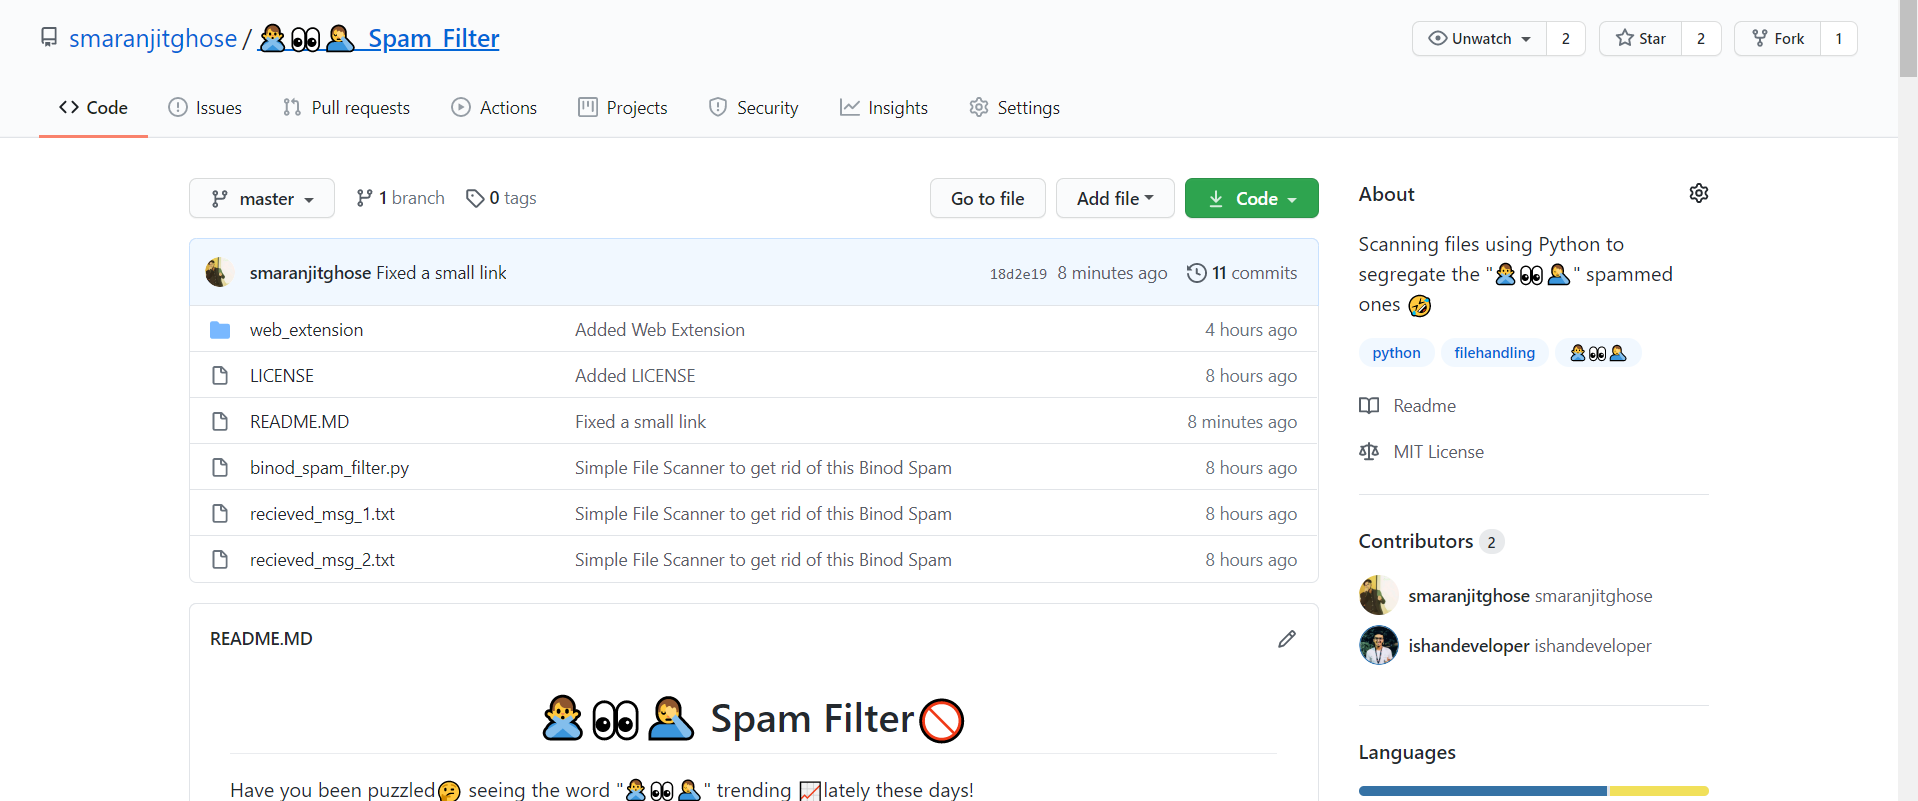 smaranjitghose / 🙅‍♂️👀🤦‍♂️_Spam_Filter
Unwatch 2 Star 2 Fork 1
Code Issues Pull requests Actions Projects Security Insights Settings
master 1 branch 0 tags Go to file Add file Code
smaranjitghose Fixed a small link 18d2e19 8 minutes ago 11 commits
web_extension Added Web Extension 4 hours ago
LICENSE Added LICENSE 8 hours ago
README.MD Fixed a small link 8 minutes ago
binod_spam_filter.py Simple File Scanner to get rid of this Binod Spam 8 hours ago
recieved_msg_1.txt Simple File Scanner to get rid of this Binod Spam 8 hours ago
recieved_msg_2.txt Simple File Scanner to get rid of this Binod Spam 8 hours ago
README.MD
🙅‍♂️👀🤦‍♂️ Spam Filter🚫
Have you been puzzled🤔 seeing the word "🙅‍♂️👀🤦‍♂️" trending 📈lately these days!
About
Scanning files using Python to
segregate the "🙅‍♂️👀🤦‍♂️" spammed
ones 🤣
python filehandling 🙅‍♂️👀🤦‍♂️
Readme
MIT License
Contributors 2
smaranjitghose smaranjitghose
ishandeveloper ishandeveloper
Languages